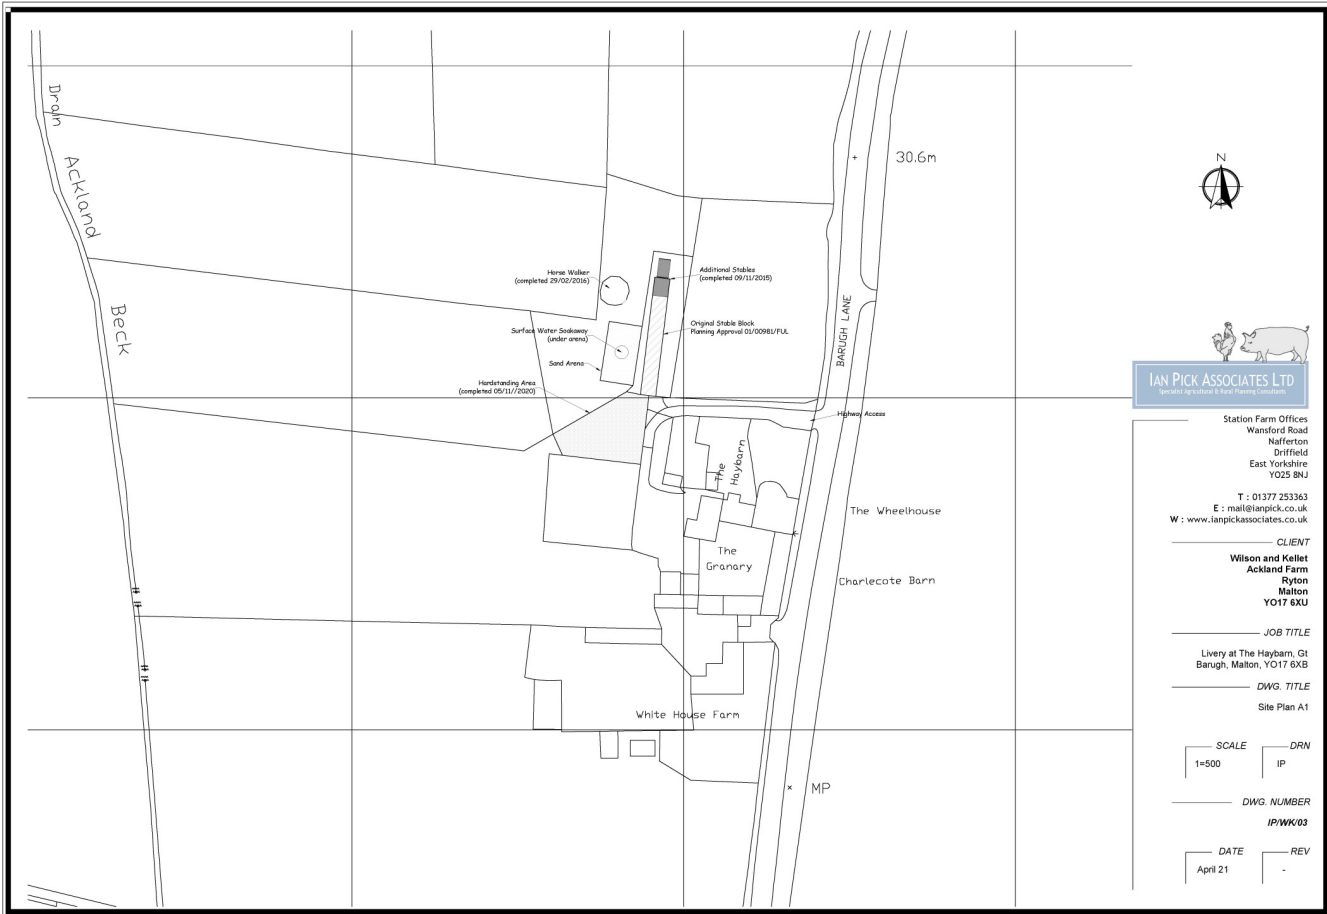 Drain
Ackland
Beck
30.6m
N
BARUGH LANE
Horse Walker
(completed 29/02/2016)
Additional Stables
(completed 09/11/2015)
Surface Water Soakaway
(under arena)
Original Stable Block
Planning Approval 01/00981/FUL
Sand Arena
Hardstanding Area
(completed 05/11//2020)
Highway Access
The
Haybarn
The Wheelhouse
The
Granary
Charlecote Barn
White House Farm
MP
IAN PICK ASSOCIATES LTD
Specialist Agricultural & Rural Planning Consultants
Station Farm Offices
Wansford Road
Nafferton
Driffield
East Yorkshire
YO25 8NJ
T : 01377 253363
E : mail@ianpick.co.uk
W : www.ianpickassociates.co.uk
CLIENT
Wilson and Kellet
Ackland Farm
Ryton
Malton
YO17 6XU
JOB TITLE
Livery at The Haybarn, Gt
Barugh, Malton, YO17 6XB
DWG. TITLE
Site Plan A1
SCALE
1=500
DRN
IP
DWG. NUMBER
IP/WK/03
DATE
April 21
REV
-